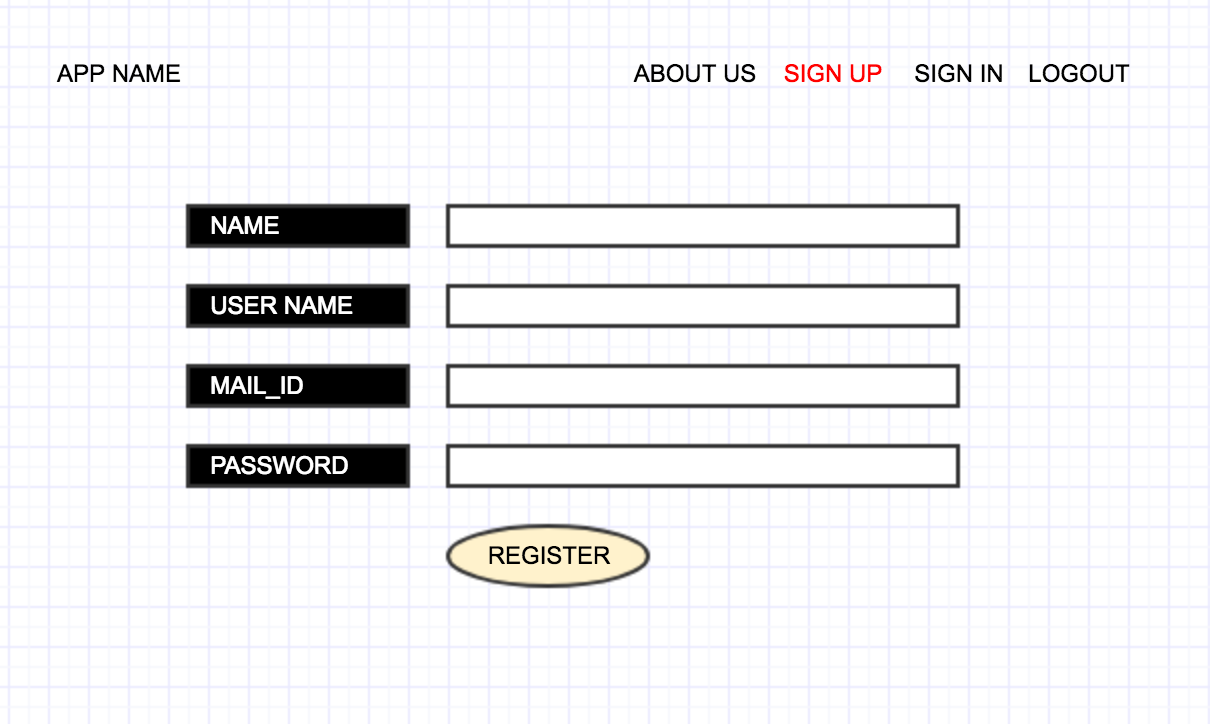 APP NAME ABOUT US SIGN UP SIGN IN LOGOUT
NAME
USER NAME
MAIL_ID
PASSWORD
REGISTER